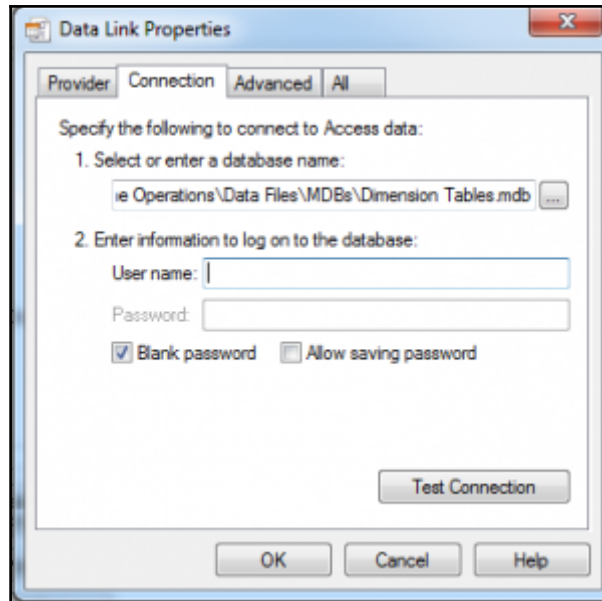 Data Link Properties
Provider Connection Advanced All
Specify the following to connect to Access data:
1. Select or enter a database name:
e Operations\Data Files\MDBs\Dimension Tables.mdb ...
2. Enter information to log on to the database:
User name:
Password:
Blank password Allow saving password
Test Connection
OK Cancel Help